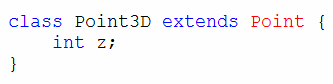 class Point3D extends Point {
    int z;
}